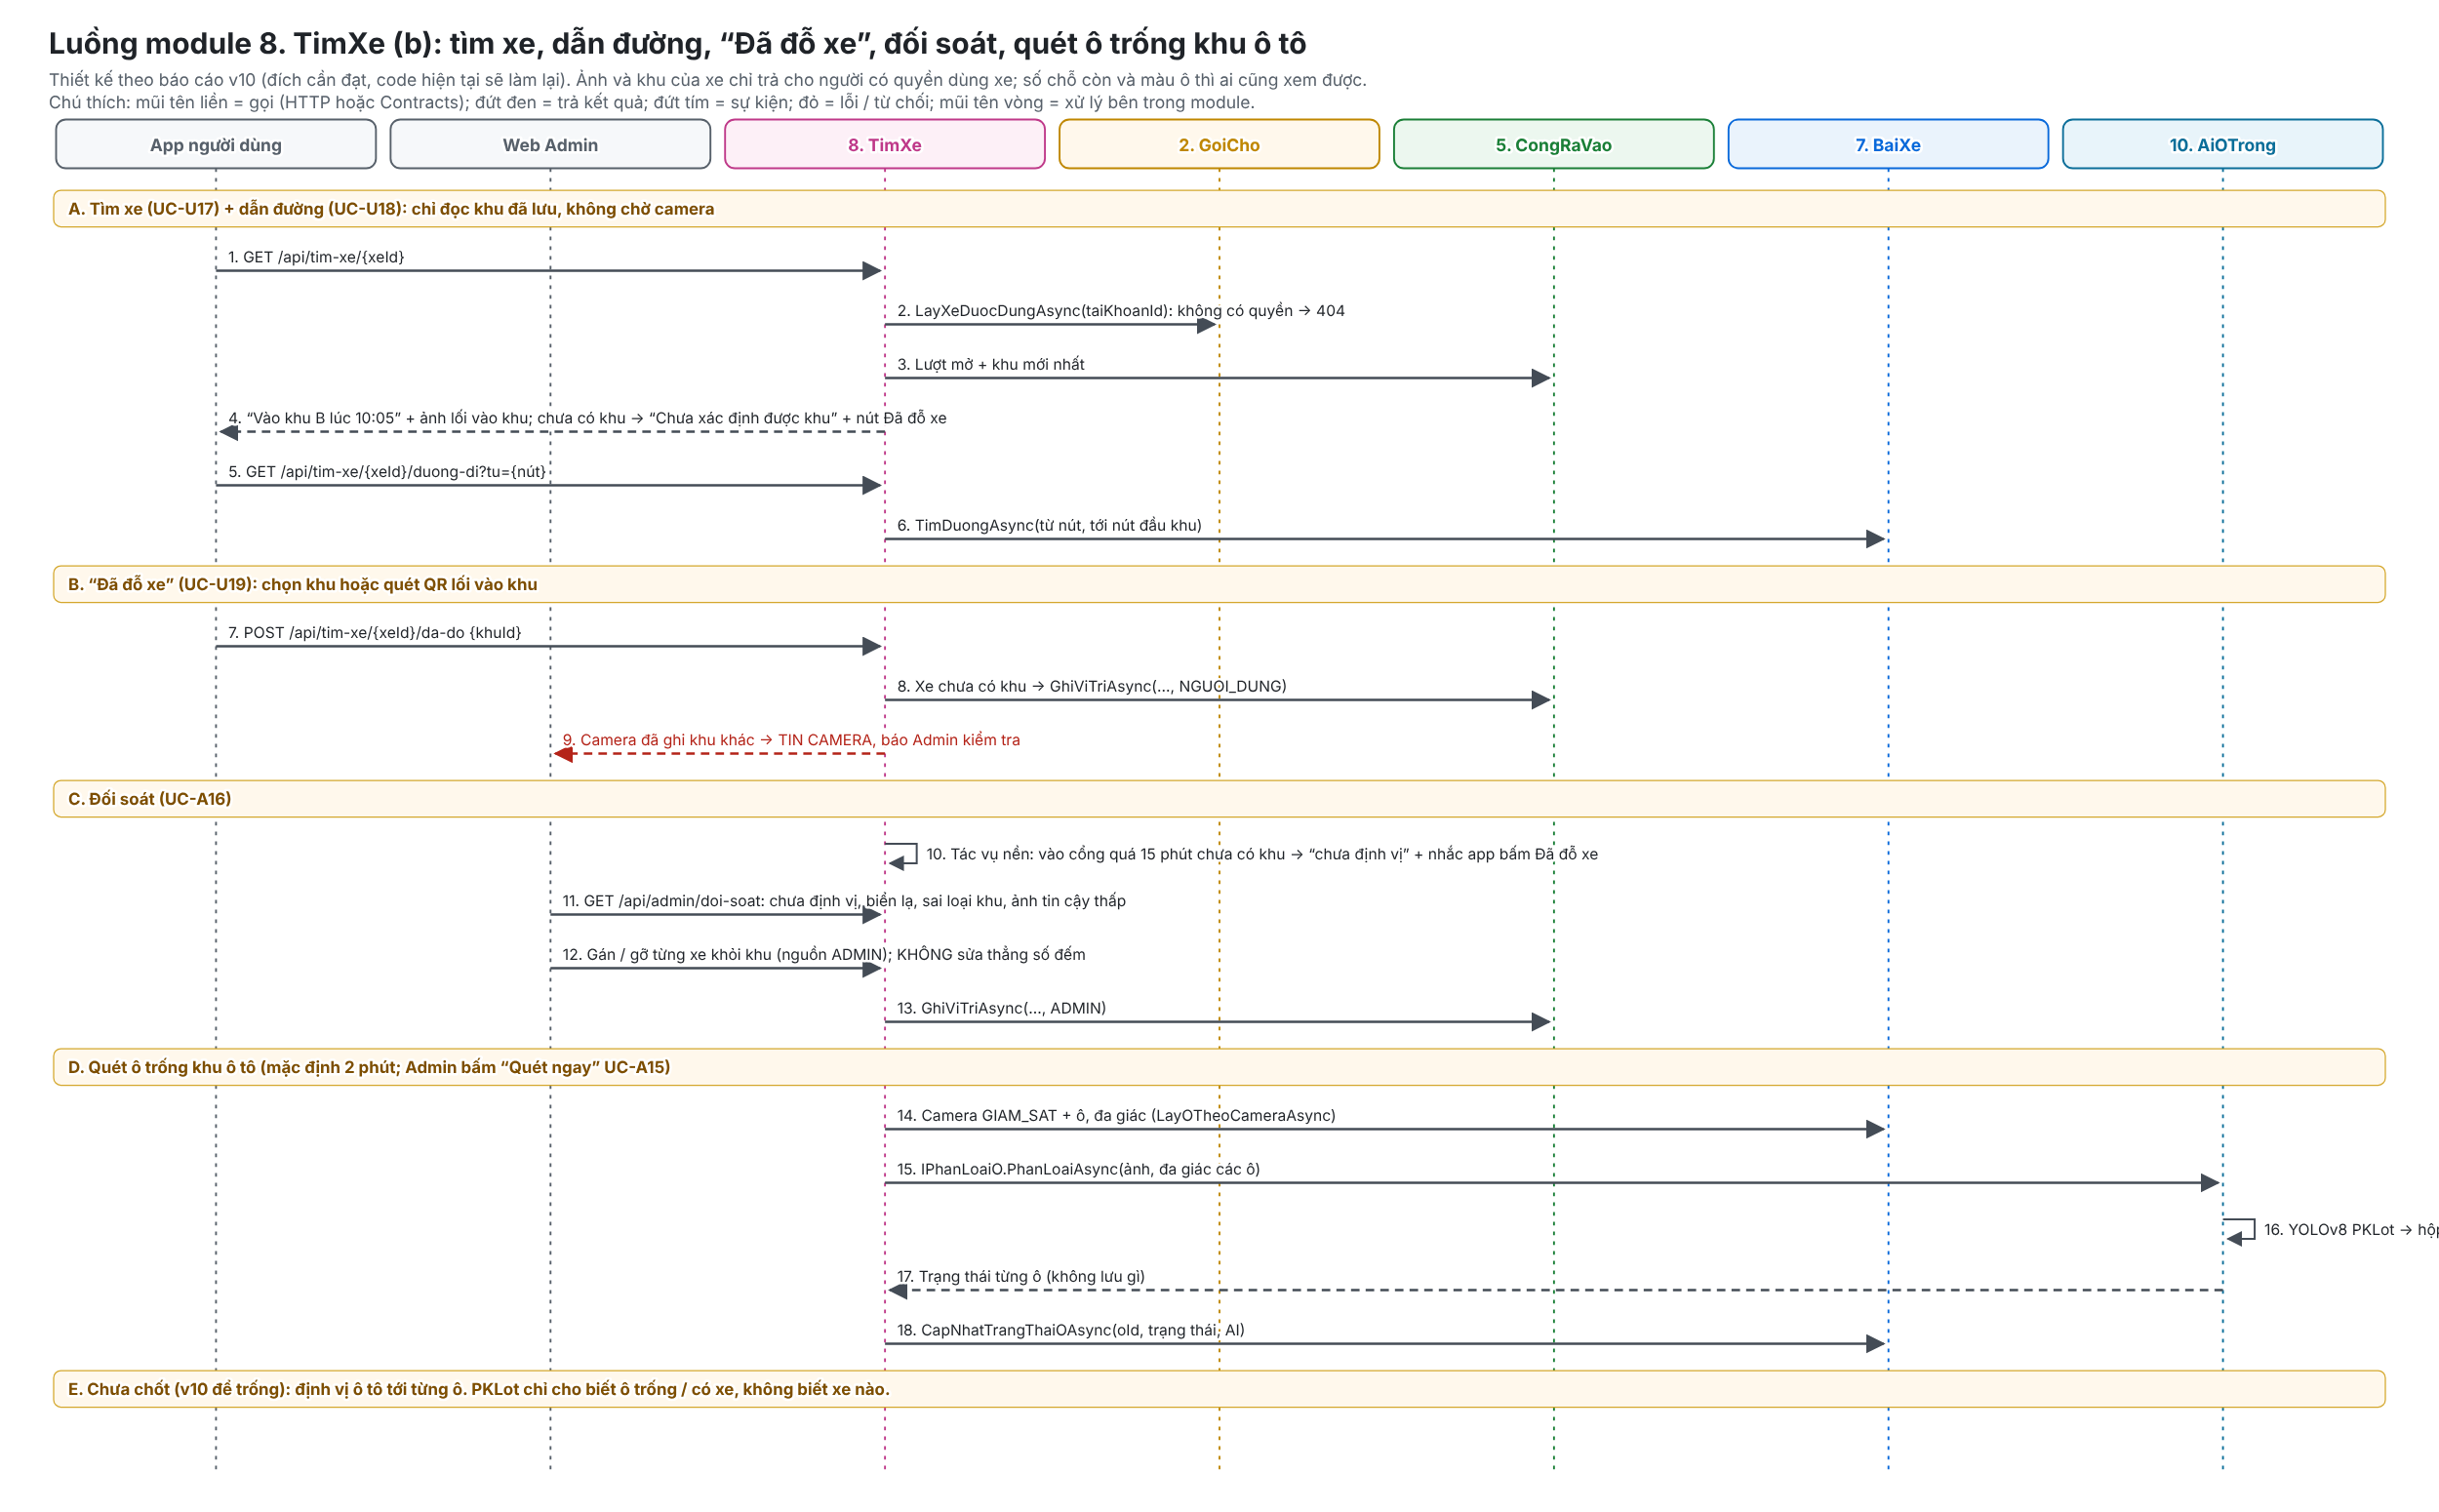 Luồng module 8. TimXe (b): tìm xe, dẫn đường, “Đã đỗ xe”, đối soát, quét ô trống khu ô tô
Thiết kế theo báo cáo v10 (đích cần đạt, code hiện tại sẽ làm lại). Ảnh và khu của xe chỉ trả cho người có quyền dùng xe; số chỗ còn và màu ô thì ai cũng xem được.
Chú thích: mũi tên liền = gọi (HTTP hoặc Contracts); đứt đen = trả kết quả; đứt tím = sự kiện; đỏ = lỗi / từ chối; mũi tên vòng = xử lý bên trong module.
App người dùng
Web Admin
8. TimXe
2. GoiCho
5. CongRaVao
7. BaiXe
10. AiOTrong
A. Tìm xe (UC-U17) + dẫn đường (UC-U18): chỉ đọc khu đã lưu, không chờ camera
1. GET /api/tim-xe/{xeId}
2. LayXeDuocDungAsync(taiKhoanId): không có quyền → 404
3. Lượt mở + khu mới nhất
4. “Vào khu B lúc 10:05” + ảnh lối vào khu; chưa có khu → “Chưa xác định được khu” + nút Đã đỗ xe
5. GET /api/tim-xe/{xeId}/duong-di?tu={nút}
6. TimDuongAsync(từ nút, tới nút đầu khu)
B. “Đã đỗ xe” (UC-U19): chọn khu hoặc quét QR lối vào khu
7. POST /api/tim-xe/{xeId}/da-do {khuId}
8. Xe chưa có khu → GhiViTriAsync(…, NGUOI_DUNG)
9. Camera đã ghi khu khác → TIN CAMERA, báo Admin kiểm tra
C. Đối soát (UC-A16)
10. Tác vụ nền: vào cổng quá 15 phút chưa có khu → “chưa định vị” + nhắc app bấm Đã đỗ xe
11. GET /api/admin/doi-soat: chưa định vị, biển lạ, sai loại khu, ảnh tin cậy thấp
12. Gán / gỡ từng xe khỏi khu (nguồn ADMIN); KHÔNG sửa thẳng số đếm
13. GhiViTriAsync(…, ADMIN)
D. Quét ô trống khu ô tô (mặc định 2 phút; Admin bấm “Quét ngay” UC-A15)
14. Camera GIAM_SAT + ô, đa giác (LayOTheoCameraAsync)
15. IPhanLoaiO.PhanLoaiAsync(ảnh, đa giác các ô)
16. YOLOv8 PKLot →
17. Trạng thái từng ô (không lưu gì)
18. CapNhatTrangThaiOAsync(oId, trạng thái, AI)
E. Chưa chốt (v10 để trống): định vị ô tô tới từng ô. PKLot chỉ cho biết ô trống / có xe, không biết xe nào.